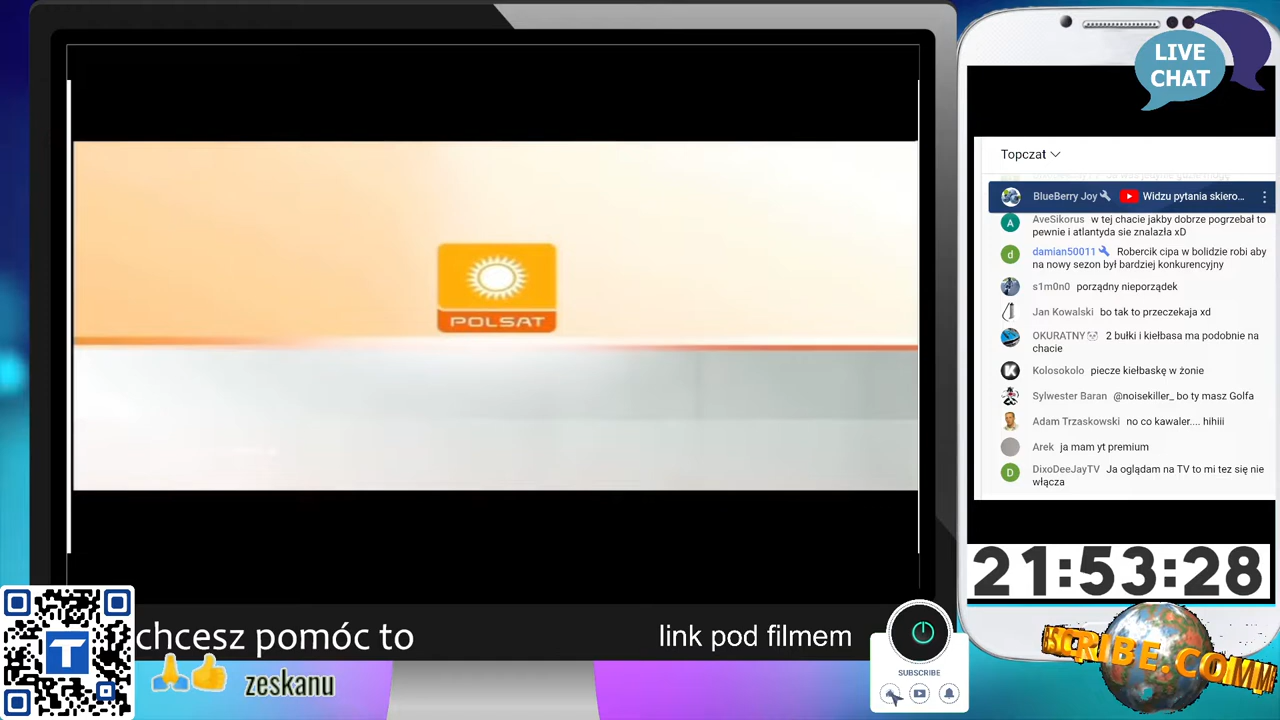 LIVE
CHAT
POLSAT
Topczat
BlueBerry Joy Widzu pytania skiero...
AveSikorus w tej chacie jakby dobrze pogrzebał to
pewnie i atlantyda sie znalazła xD
damian50011 Robercik cipa w bolidzie robi aby
na nowy sezon był bardziej konkurencyjny
s1m0n0 porządny nieporządek
Jan Kowalski bo tak to przeczekaja xd
OKURATNY 2 bułki i kiełbasa ma podobnie na
chacie
Kolosokolo piecze kiełbaskę w żonie
Sylwester Baran @noisekiller_ bo ty masz Golfa
Adam Trzaskowski no co kawaler.... hihiii
Arek ja mam yt premium
DixoDeeJayTV Ja oglądam na TV to mi tez się nie
włącza
21:53:28
chcesz pomóc to
link pod filmem
zeskanu
SUBSCRIBE
SCRIBE.COMM